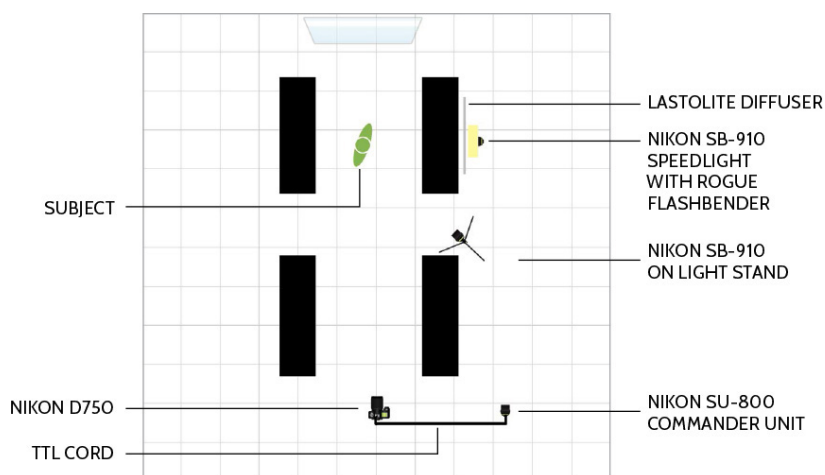 LASTOLITE DIFFUSER
NIKON SB-910
SPEEDLIGHT
WITH ROGUE
FLASHBENDER
SUBJECT
NIKON SB-910
ON LIGHT STAND
NIKON D750
NIKON SU-800
COMMANDER UNIT
TTL CORD